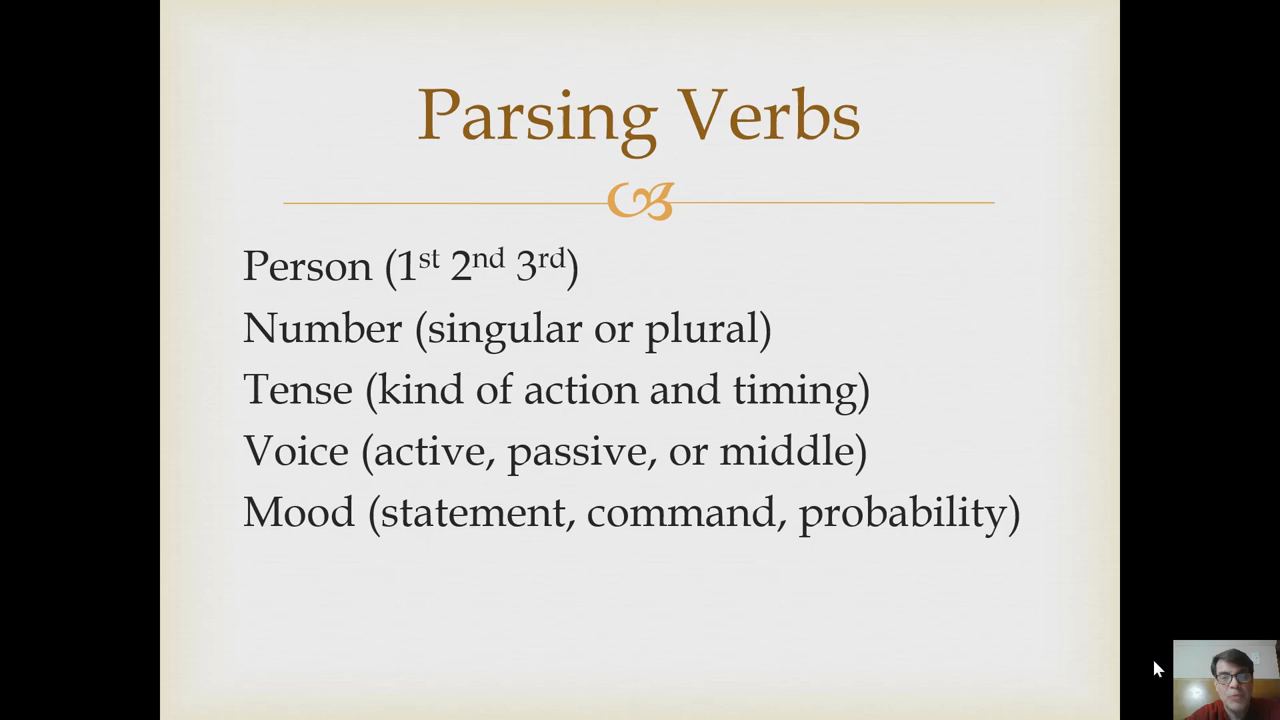 Parsing Verbs
Person (1st 2nd 3rd)
Number (singular or plural)
Tense (kind of action and timing)
Voice (active, passive, or middle)
Mood (statement, command, probability)